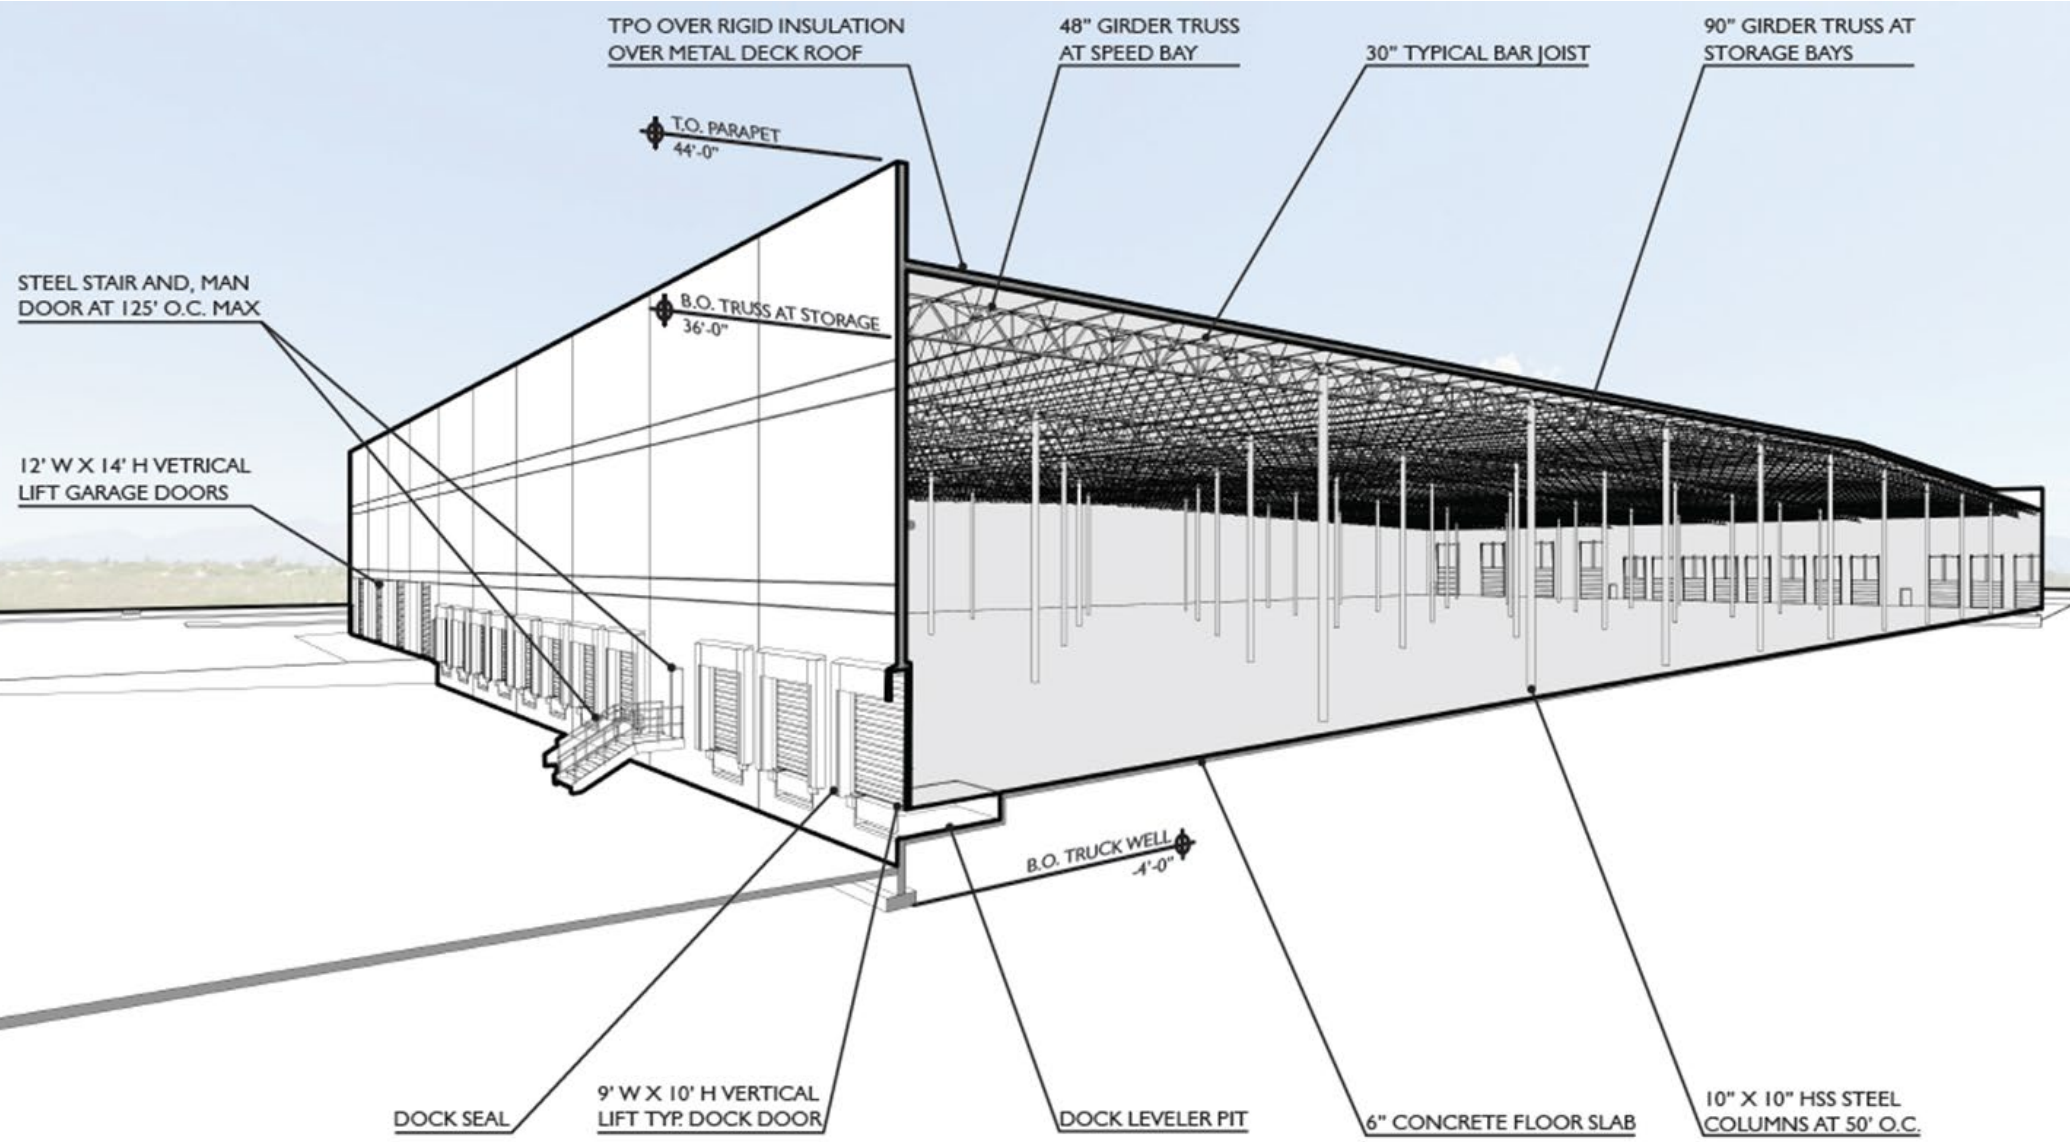 TPO OVER RIGID INSULATION
OVER METAL DECK ROOF
48" GIRDER TRUSS
AT SPEED BAY
30" TYPICAL BAR JOIST
90" GIRDER TRUSS AT
STORAGE BAYS
T.O. PARAPET
44'-0"
STEEL STAIR AND, MAN
DOOR AT 125' O.C. MAX
B.O. TRUSS AT STORAGE
36'-0"
12' W X 14' H VETRICAL
LIFT GARAGE DOORS
B.O. TRUCK WELL
-4'-0"
DOCK SEAL
9' W X 10' H VERTICAL
LIFT TYP. DOCK DOOR
DOCK LEVELER PIT
6" CONCRETE FLOOR SLAB
10" X 10" HSS STEEL
COLUMNS AT 50' O.C.